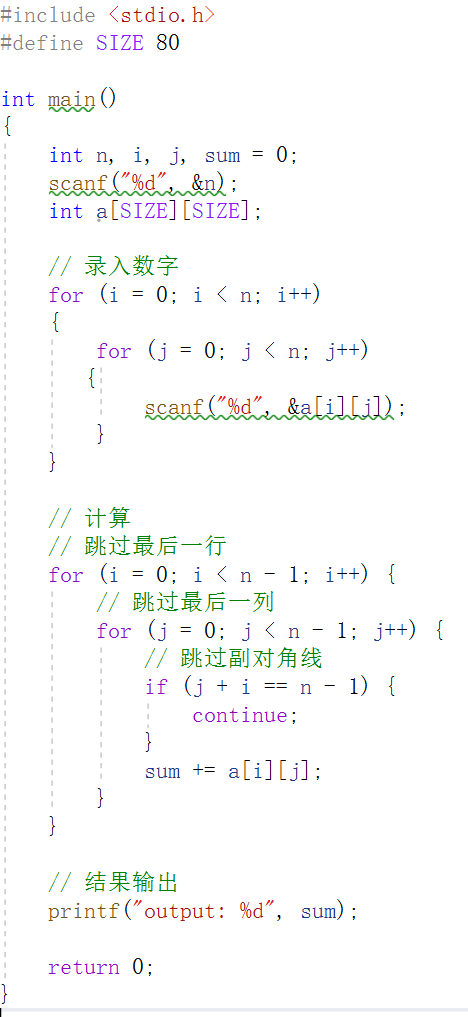 #include <stdio.h>
#define SIZE 80
int main()
{
int n, i, j, sum = 0;
scanf("%d", &n);
int a[SIZE][SIZE];
// 录入数字
for (i = 0; i < n; i++)
{
for (j = 0; j < n; j++)
{
scanf("%d", &a[i][j]);
}
}
// 计算
// 跳过最后一行
for (i = 0; i < n - 1; i++) {
// 跳过最后一列
for (j = 0; j < n - 1; j++) {
// 跳过副对角线
if (j + i == n - 1) {
continue;
}
sum += a[i][j];
}
}
// 结果输出
printf("output: %d", sum);
return 0;
}